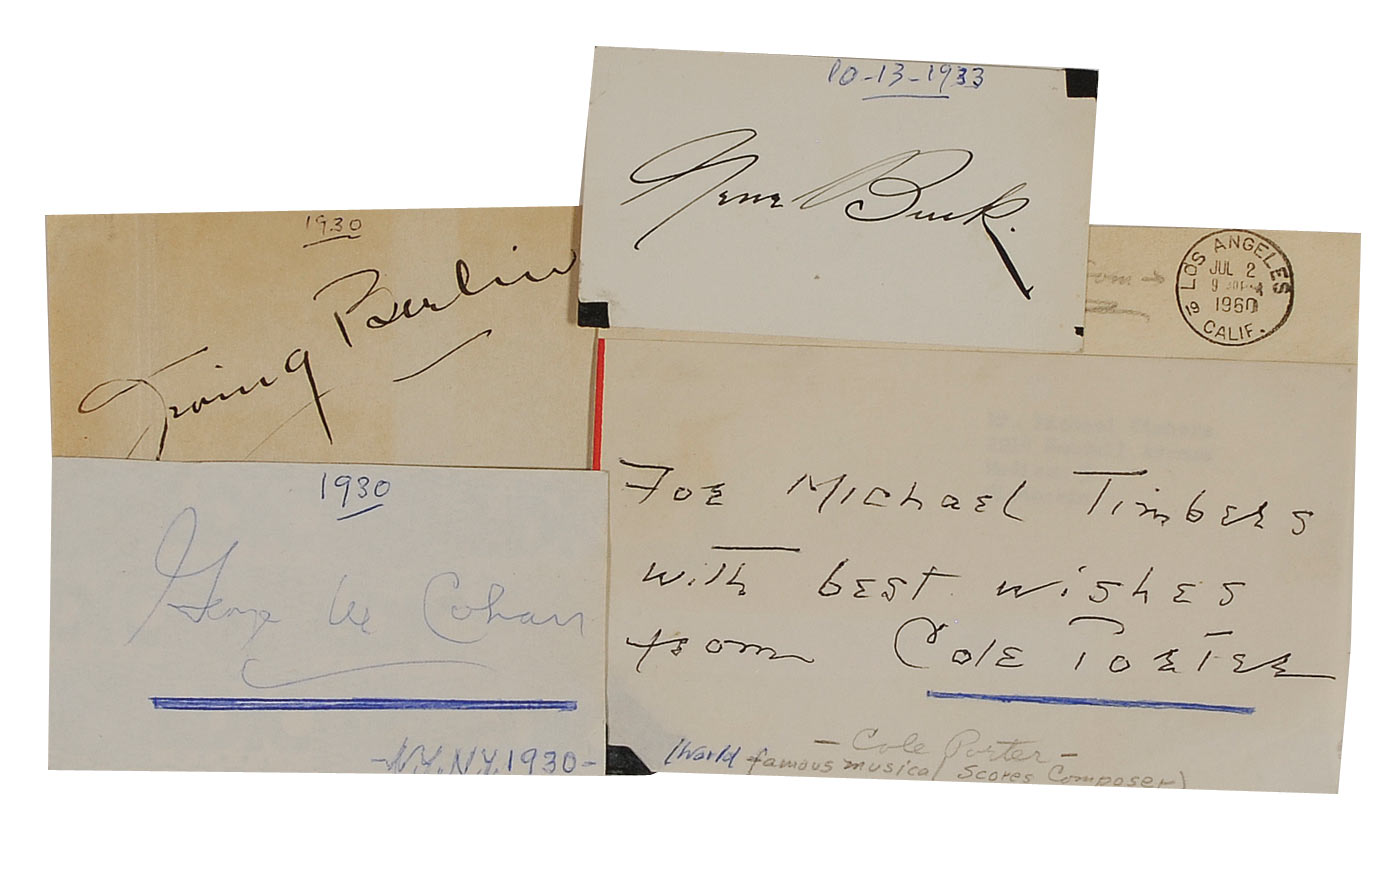 10-13-1933
Gene Buck.
1930
Irving Berlin
LOS ANGELES
JUL 2
1960
19
CALIF.
1930
George M Cohan
-N.Y. N.Y. 1930-
For Michael Timbers
with best wishes
from Cole Porter
- Cole Porter -
(World famous musical scores composer)